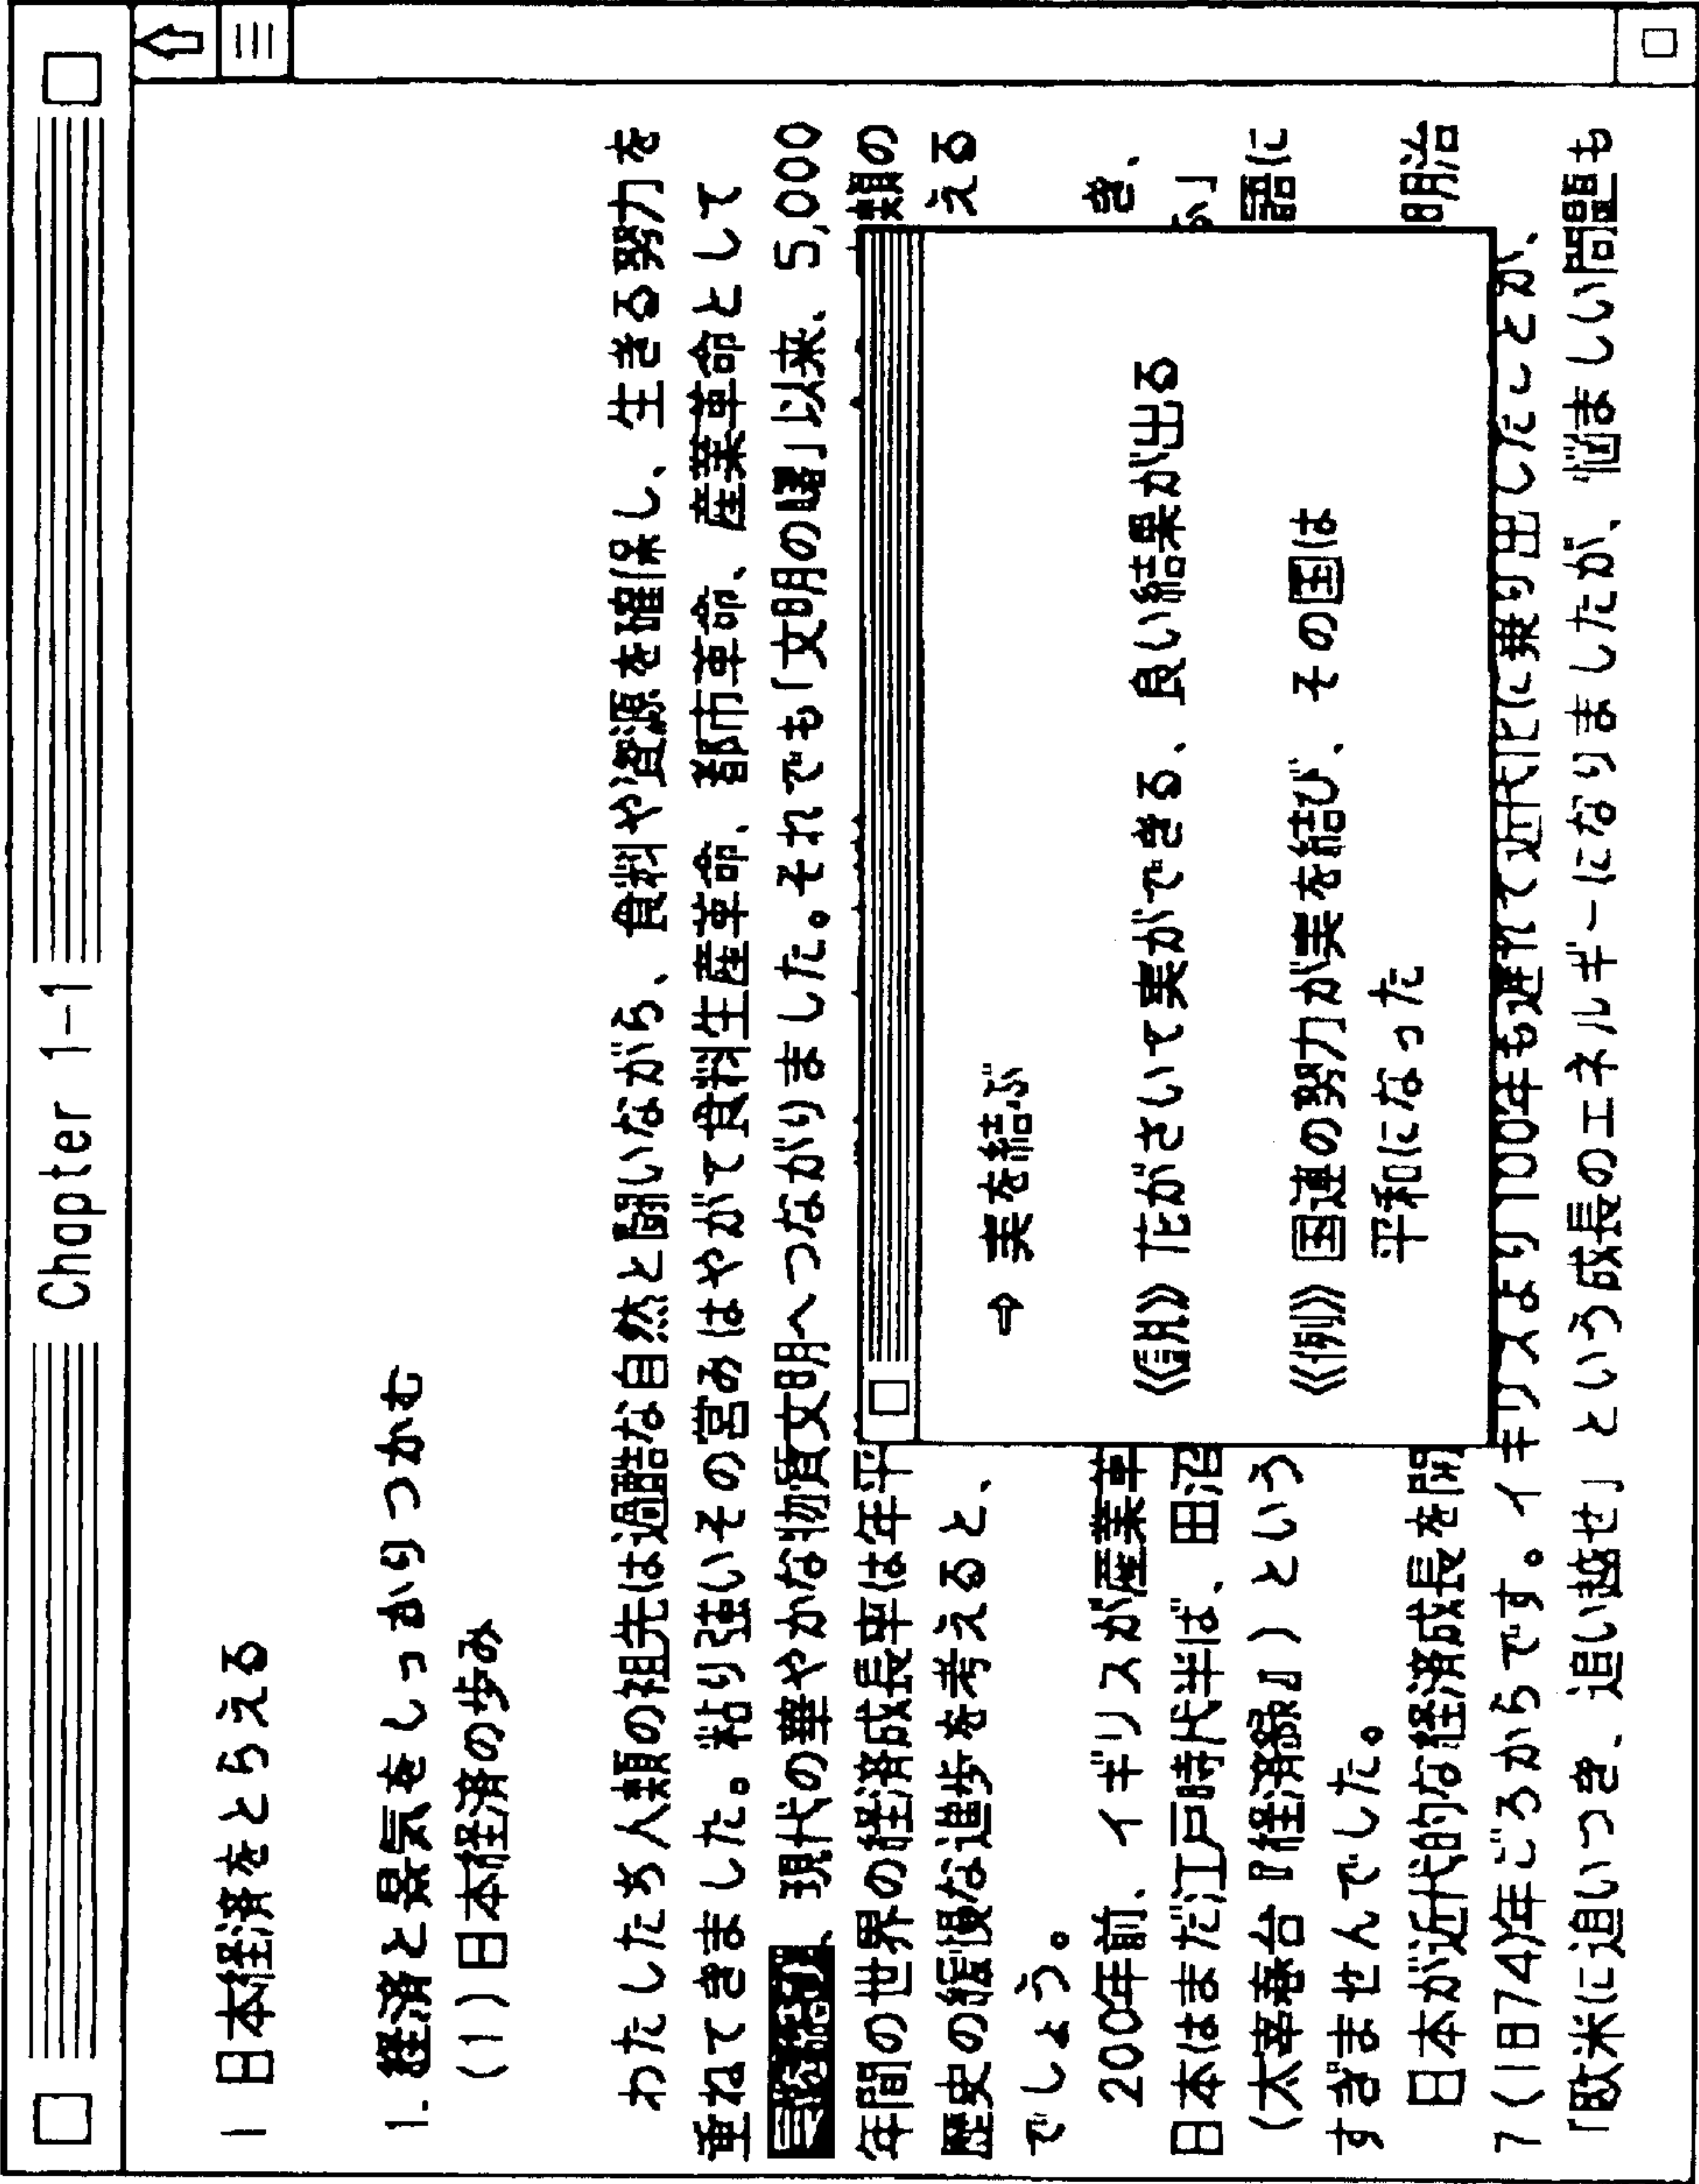 Chapter 1-1
1 日本経済をとらえる
1. 経済と景気をしっかりつかむ
(1)日本経済の歩み
わたしたち人類の祖先は過酷な自然と闘いながら、食料や資源を確保し、生きる努力を
重ねてきました。粘り強いその営みはやがて食料生産革命、都市革命、産業革命として
、現代の華やかな物質文明へつながりました。それでも「文明の曙」以来、5,000
年間の世界の経済成長率は年平 類の
歴史の緩慢な進歩を考えると、 える
でしょう。
200年前、イギリスが産業革 き、
日本はまだ江戸時代半ば、田沼 か」
(太宰春台『経済録』)という 語に
すぎませんでした。
日本が近代的な経済成長を開 明治
7(1874)年ごろからです。イギリスより100年も遅れて近代化に乗り出したことが、
「欧米に追いつき、追い越せ」という成長のエネルギーになりましたが、悩ましい問題も
⇨ 実を結ぶ
《説》花がさいて実ができる、良い結果が出る
《例》国連の努力が実を結び、その国は
平和になった